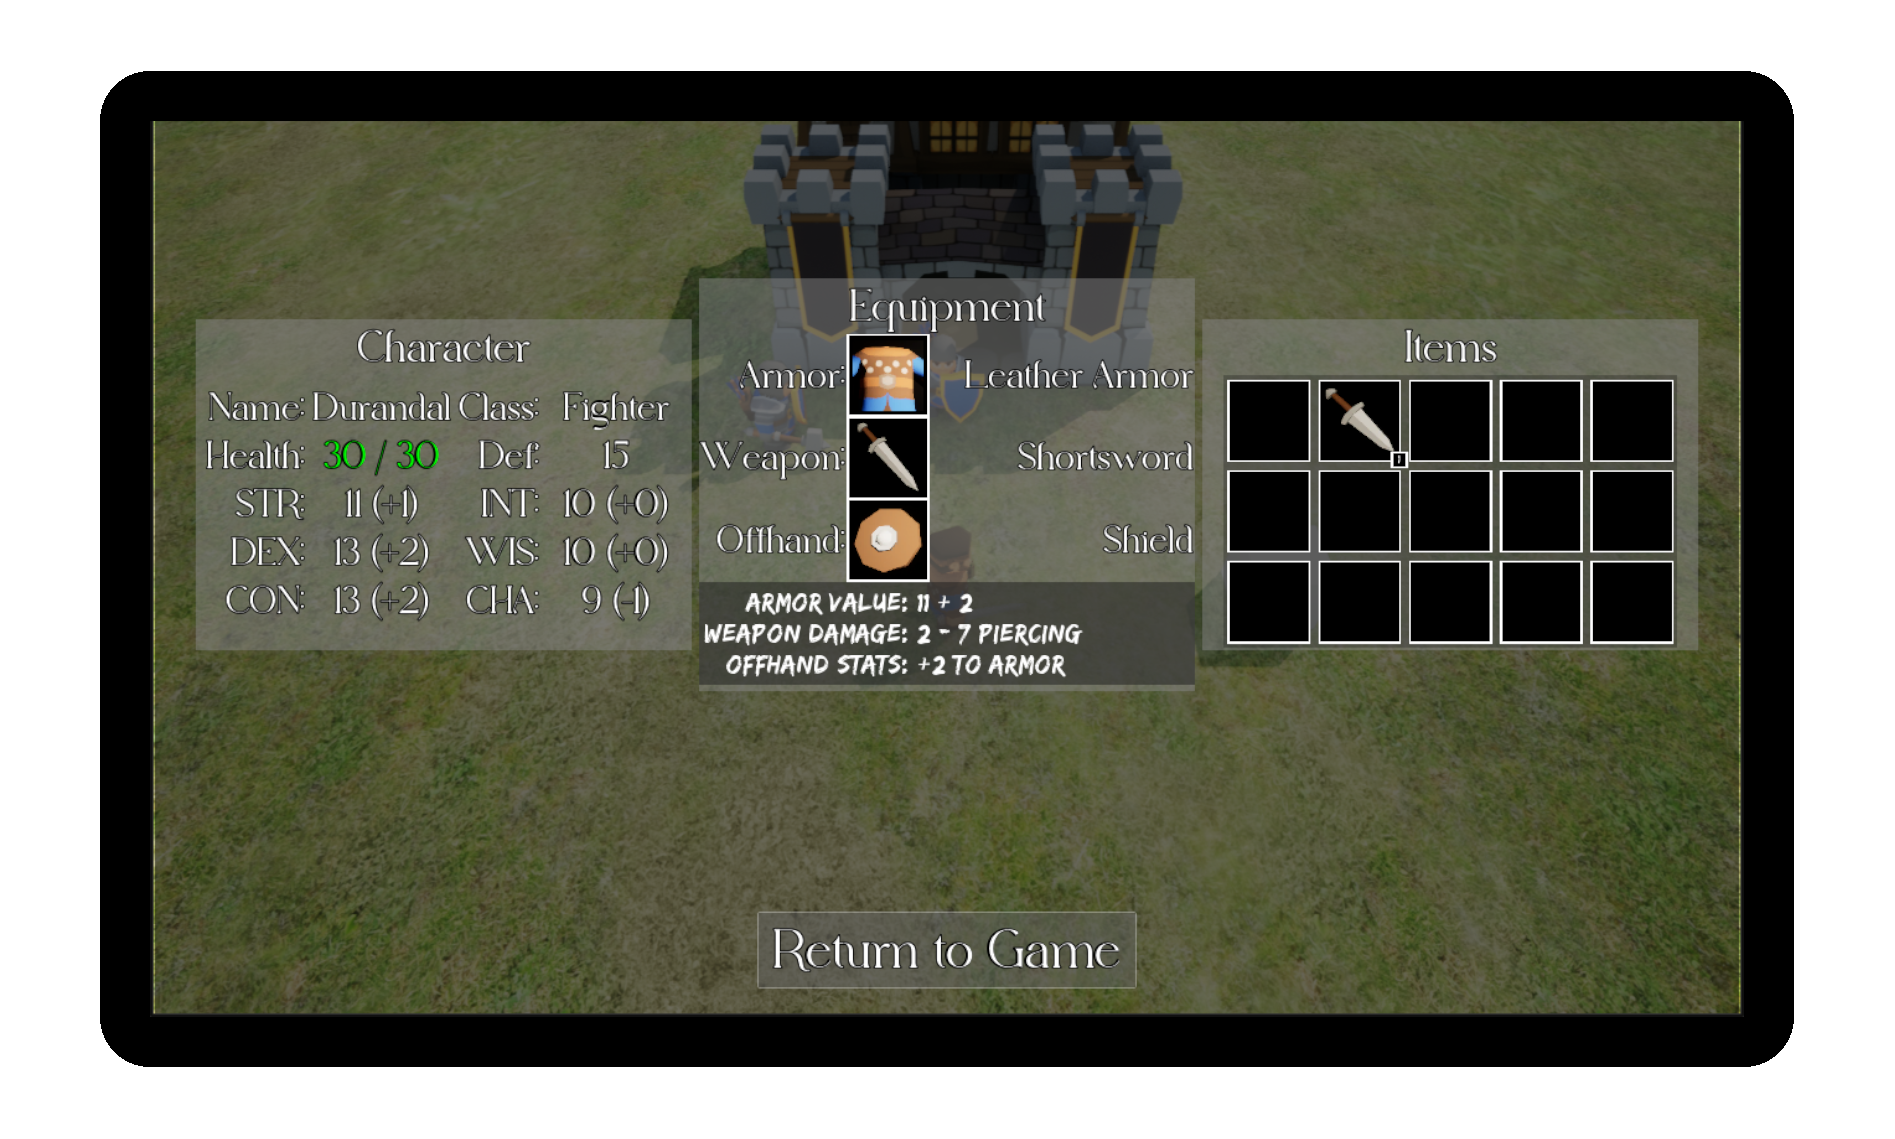 Character
Name: Durandal Class: Fighter
Health: 30 / 30 Def: 15
STR: 11 (+1) INT: 10 (+0)
DEX: 13 (+2) WIS: 10 (+0)
CON: 13 (+2) CHA: 9 (-1)
Equipment
Armor: Leather Armor
Weapon: Shortsword
Offhand: Shield
ARMOR VALUE: 11 + 2
WEAPON DAMAGE: 2 - 7 PIERCING
OFFHAND STATS: +2 TO ARMOR
Items
1
Return to Game